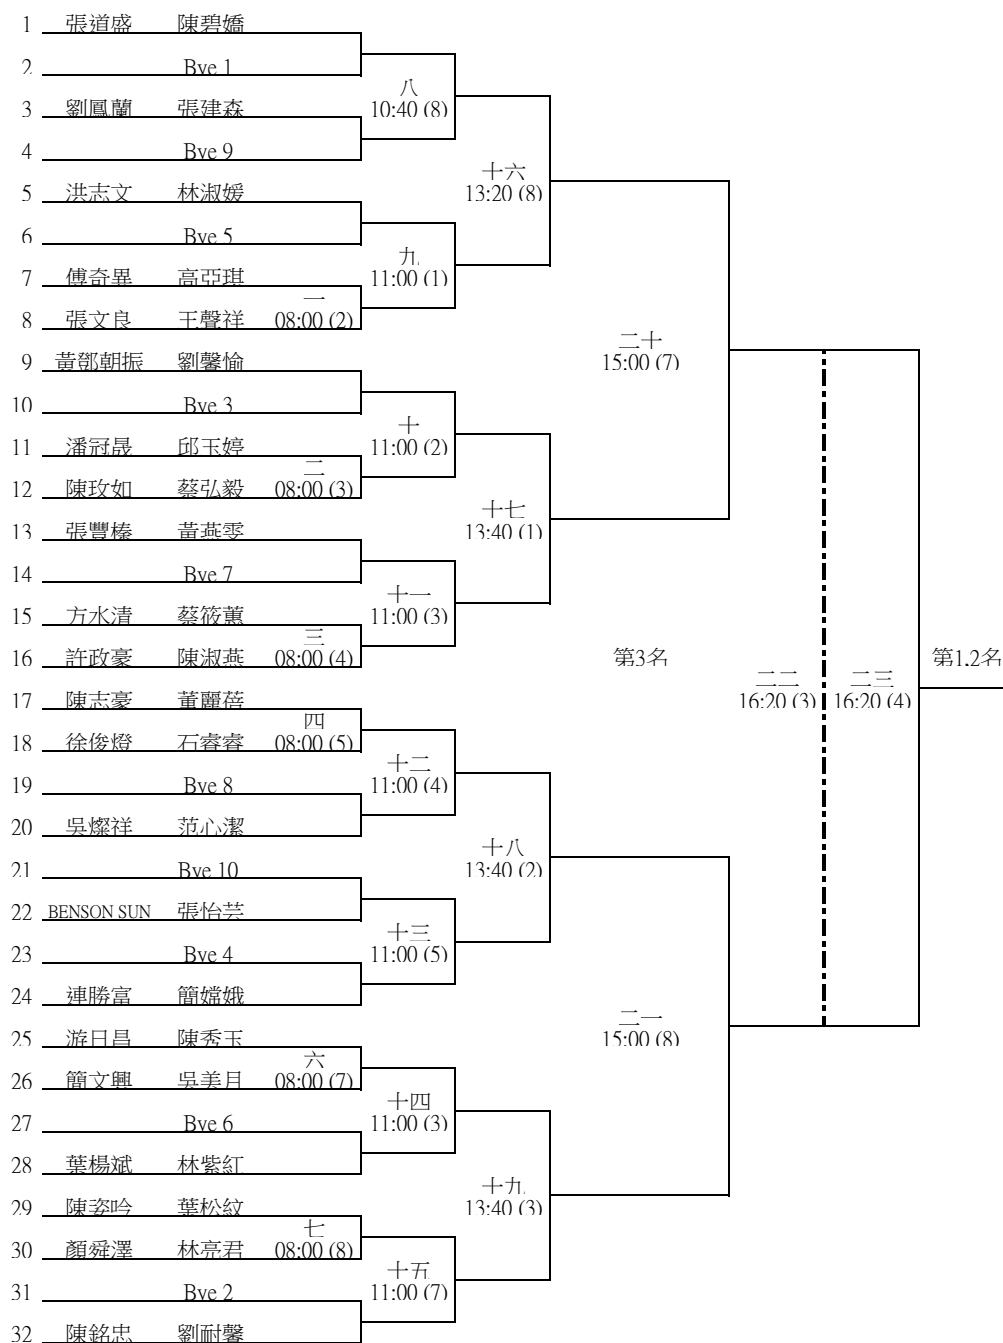 1 張道盛 陳碧嬌
2 Bye 1
八
3 劉鳳蘭 張建森 10:40 (8)
4 Bye 9
十六
5 洪志文 林淑媛 13:20 (8)
6 Bye 5
九
7 傅奇異 高亞琪 11:00 (1)
一
8 張文良 王聲祥 08:00 (2)
二十
9 黃鄧朝振 劉馨愉 15:00 (7)
10 Bye 3
十
11 潘冠晟 邱玉婷 11:00 (2)
二
12 陳玫如 蔡弘毅 08:00 (3)
十七
13 張豐榛 黃燕雯 13:40 (1)
14 Bye 7
十一
15 方水清 蔡筱薰 11:00 (3)
三
16 許政豪 陳淑燕 08:00 (4) 第3名 第1,2名
二二 二三
17 陳志豪 董麗蓓 16:20 (3) 16:20 (4)
四
18 徐俊燈 石睿睿 08:00 (5)
十二
19 Bye 8 11:00 (4)
20 吳燦祥 范心潔
十八
21 Bye 10 13:40 (2)
22 BENSON SUN 張怡芸
十三
23 Bye 4 11:00 (5)
24 連勝富 簡嫦娥
二一
25 游日昌 陳秀玉 15:00 (8)
六
26 簡文興 吳美月 08:00 (7)
十四
27 Bye 6 11:00 (3)
28 葉楊斌 林紫紅
十九
29 陳姿吟 葉松紋 13:40 (3)
七
30 顏舜澤 林亮君 08:00 (8)
十五
31 Bye 2 11:00 (7)
32 陳銘忠 劉耐馨